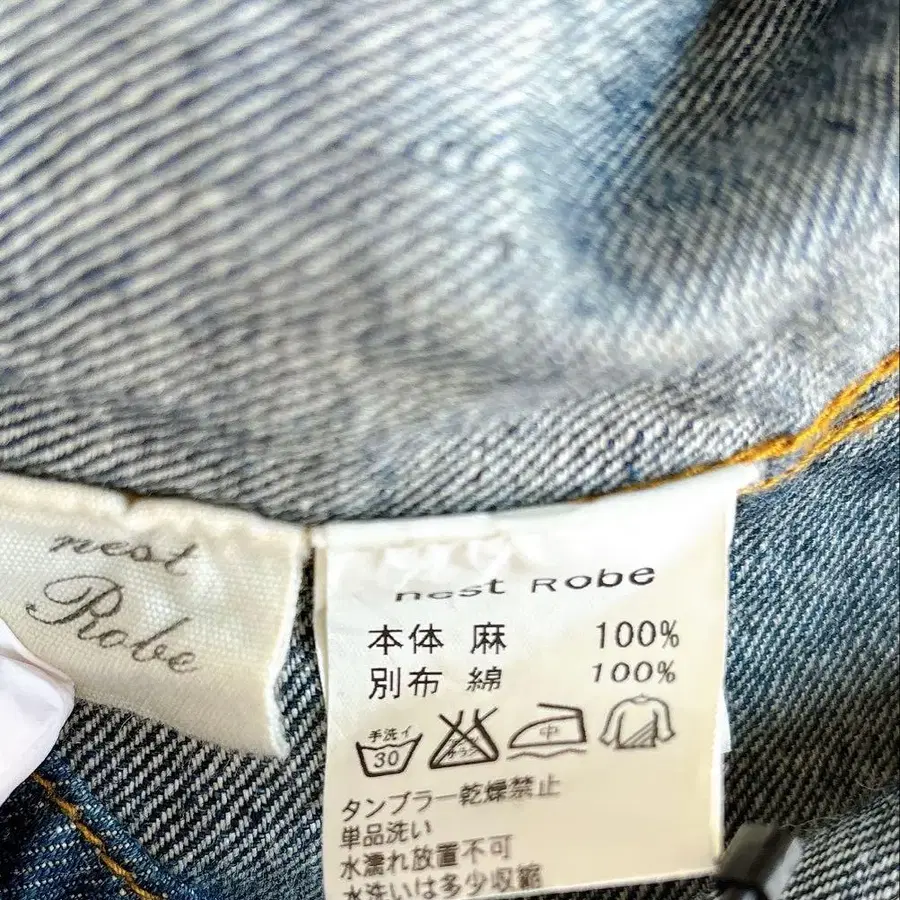 nest
Robe
nest Robe
本体 麻 100%
別布 綿 100%
手洗イ
30
中
タンブラー乾燥禁止
単品洗い
水濡れ放置不可
水洗いは多少収縮